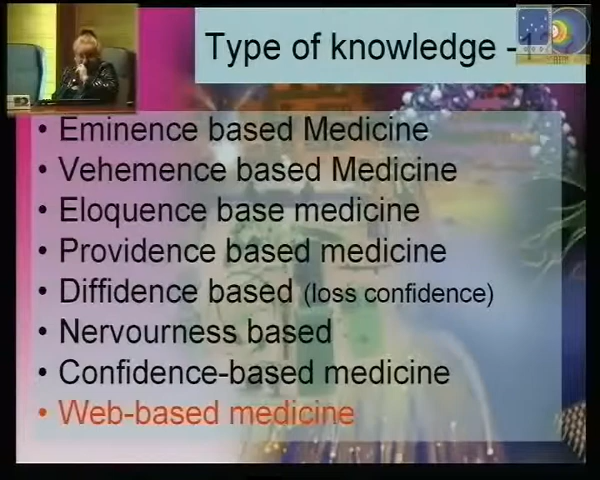 Type of knowledge -1
• Eminence based Medicine
• Vehemence based Medicine
• Eloquence base medicine
• Providence based medicine
• Diffidence based (loss confidence)
• Nervourness based
• Confidence-based medicine
• Web-based medicine